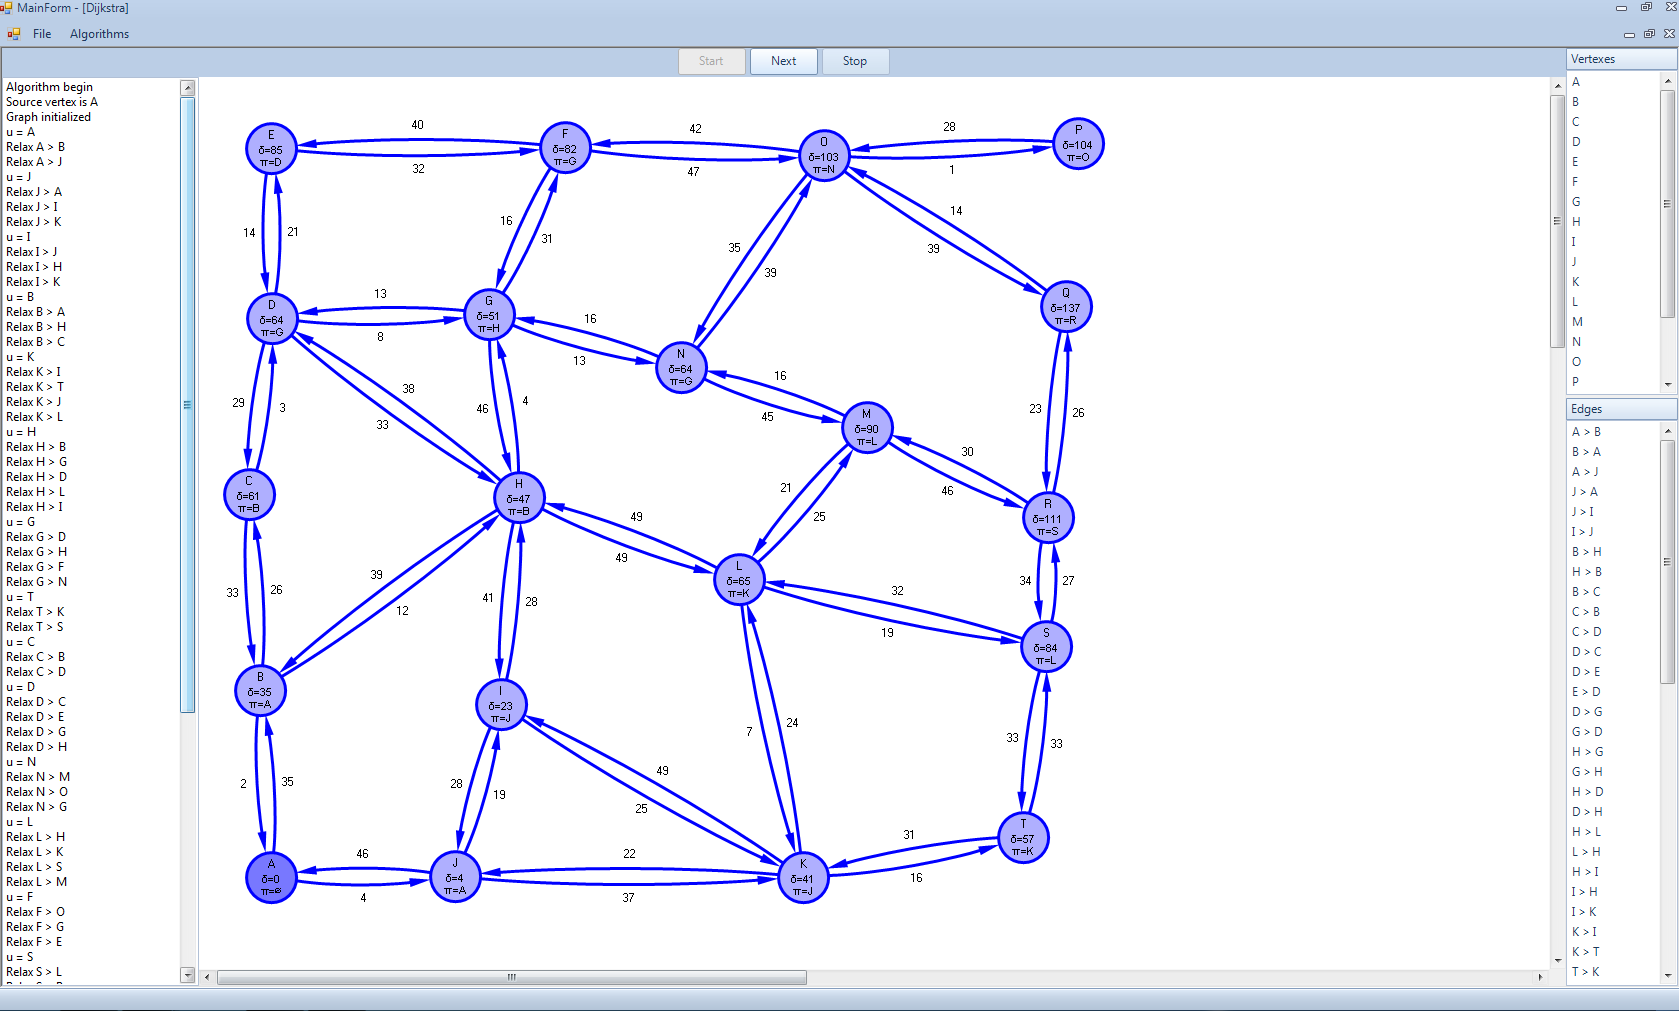 MainForm - [Dijkstra]
File Algorithms
Start Next Stop
Algorithm begin
Source vertex is A
Graph initialized
u = A
Relax A > B
Relax A > J
u = J
Relax J > A
Relax J > I
Relax J > K
u = I
Relax I > J
Relax I > H
Relax I > K
u = B
Relax B > A
Relax B > H
Relax B > C
u = K
Relax K > I
Relax K > T
Relax K > J
Relax K > L
u = H
Relax H > B
Relax H > G
Relax H > D
Relax H > L
Relax H > I
u = G
Relax G > D
Relax G > H
Relax G > F
Relax G > N
u = T
Relax T > K
Relax T > S
u = C
Relax C > B
Relax C > D
u = D
Relax D > C
Relax D > E
Relax D > G
Relax D > H
u = N
Relax N > M
Relax N > O
Relax N > G
u = L
Relax L > H
Relax L > K
Relax L > S
Relax L > M
u = F
Relax F > O
Relax F > G
Relax F > E
u = S
Relax S > L
E
δ=85
π=D
40
32
F
δ=82
π=G
42
47
O
δ=103
π=N
28
1
P
δ=104
π=O
14
21
16
31
35
39
14
39
D
δ=64
π=G
13
8
G
δ=51
π=H
16
13
N
δ=64
π=G
Q
δ=137
π=R
29
3
38
33
46
4
16
45
M
δ=90
π=L
23
26
30
46
C
δ=61
π=B
H
δ=47
π=B
49
49
21
25
R
δ=111
π=S
33
26
39
12
41
28
L
δ=65
π=K
32
19
34
27
B
δ=35
π=A
I
δ=23
π=J
S
δ=84
π=L
2
35
28
19
49
25
7
24
33
33
A
δ=0
46
4
J
δ=4
π=A
22
37
K
δ=41
π=J
31
16
T
δ=57
π=K
Vertexes
A
B
C
D
E
F
G
H
I
J
K
L
M
N
O
P
Edges
A > B
B > A
A > J
J > A
J > I
I > J
B > H
H > B
B > C
C > B
C > D
D > C
D > E
E > D
D > G
G > D
H > G
G > H
H > D
D > H
H > L
L > H
H > I
I > H
I > K
K > I
K > T
T > K